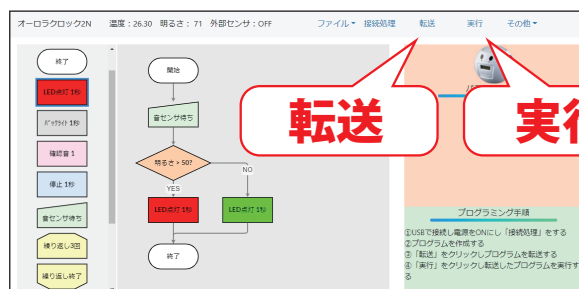 オーロラクロック2N 温度：26.30 明るさ：71 外部センサ：OFF ファイル 接続処理 転送 実行 その他
終了
LED点灯 1秒
バックライト 1秒
確認音 1
停止 1秒
音センサ待ち
繰り返し3回
繰り返し終了
開始
音センサ待ち
明るさ > 50?
NO
YES
LED点灯 1秒 LED点灯 1秒
終了
転送
実行
プログラミング手順
①USBで接続し電源をONにし「接続処理」をする
②プログラムを作成する
③「転送」をクリックしプログラムを転送する
④「実行」をクリックし転送したプログラムを実行す
る